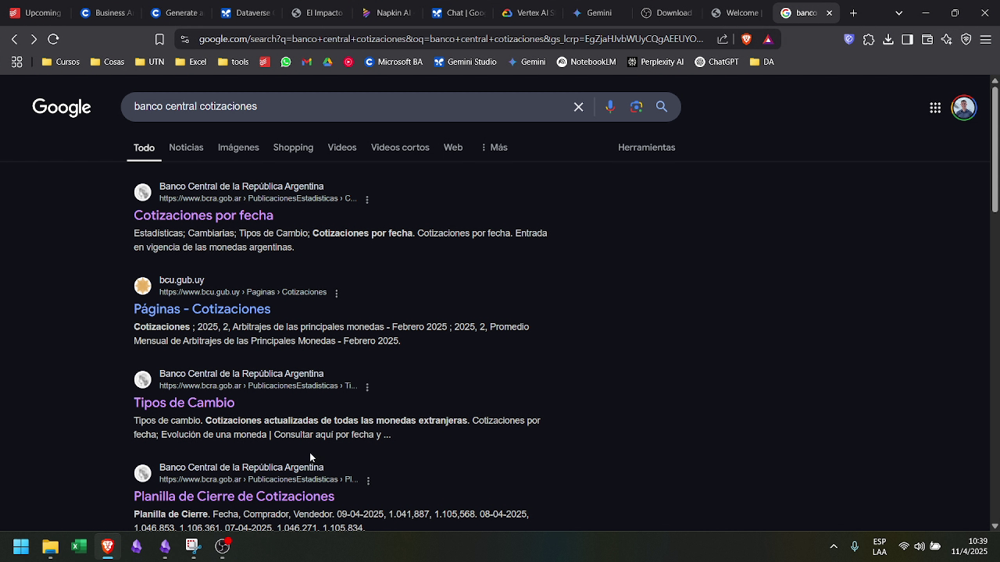 Upcoming
Business A
Generate a
Dataverse
El Impacto
Napkin AI
Chat | Goo
Vertex AI S
Gemini
Download
Welcome
banco
google.com/search?q=banco+central+cotizaciones&oq=banco+central+cotizaciones&gs_lcrp=EgZjaHJvbWUyCQgAEEUYO...
Cursos
Cosas
UTN
Excel
tools
Microsoft BA
Gemini Studio
Gemini
NotebookLM
Perplexity AI
ChatGPT
DA
Google
banco central cotizaciones
Todo
Noticias
Imágenes
Shopping
Videos
Videos cortos
Web
Más
Herramientas
Banco Central de la República Argentina
https://www.bcra.gob.ar › PublicacionesEstadisticas › C...
Cotizaciones por fecha
Estadísticas; Cambiarias; Tipos de Cambio; Cotizaciones por fecha. Cotizaciones por fecha. Entrada
en vigencia de las monedas argentinas.
bcu.gub.uy
https://www.bcu.gub.uy › Paginas › Cotizaciones
Páginas - Cotizaciones
Cotizaciones ; 2025, 2, Arbitrajes de las principales monedas - Febrero 2025 ; 2025, 2, Promedio
Mensual de Arbitrajes de las Principales Monedas - Febrero 2025.
Banco Central de la República Argentina
https://www.bcra.gob.ar › PublicacionesEstadisticas › Ti...
Tipos de Cambio
Tipos de cambio. Cotizaciones actualizadas de todas las monedas extranjeras. Cotizaciones por
fecha; Evolución de una moneda | Consultar aquí por fecha y ...
Banco Central de la República Argentina
https://www.bcra.gob.ar › PublicacionesEstadisticas › Pl...
Planilla de Cierre de Cotizaciones
Planilla de Cierre. Fecha, Comprador, Vendedor. 09-04-2025, 1.041,887, 1.105,568. 08-04-2025,
1.046,853, 1.106,361, 07-04-2025, 1.046,271, 1.105,834.
ESP
LAA
10:39
11/4/2025